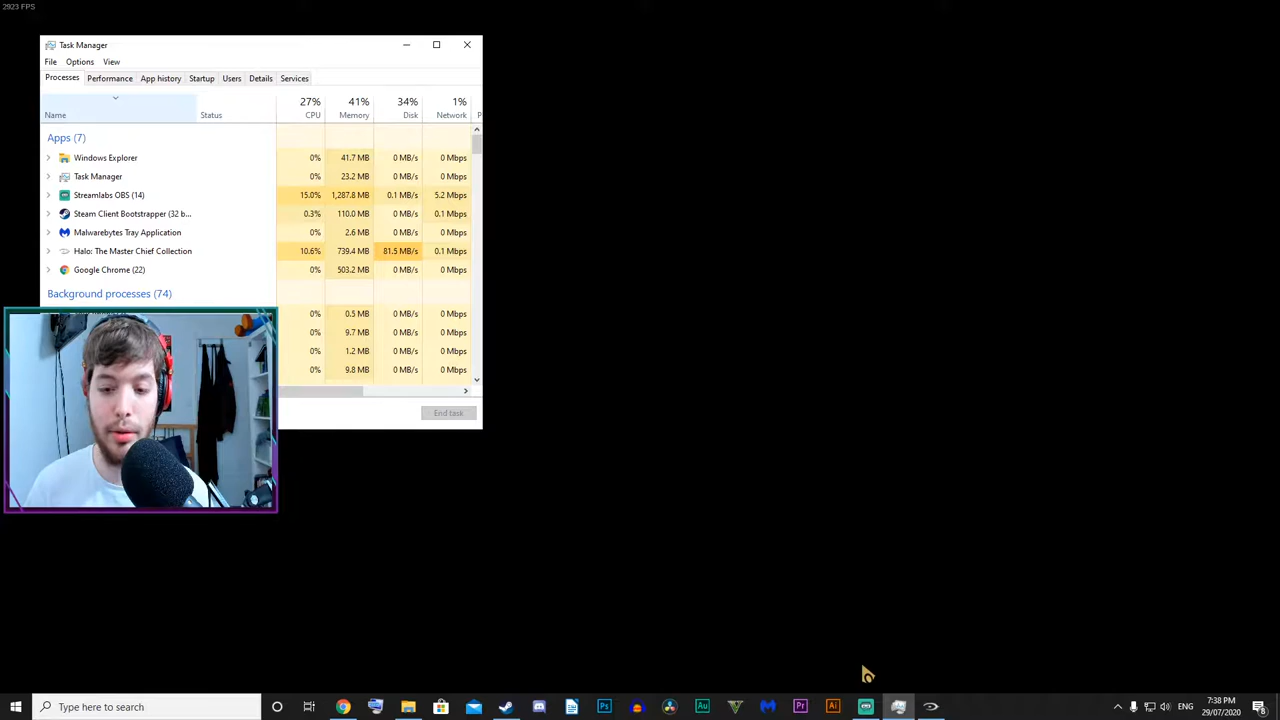 2923 FPS
Task Manager
File Options View
Processes Performance App history Startup Users Details Services
27% 41% 34% 1%
Name Status CPU Memory Disk Network P
Apps (7)
Windows Explorer 0% 41.7 MB 0 MB/s 0 Mbps
Task Manager 0% 23.2 MB 0 MB/s 0 Mbps
Streamlabs OBS (14) 15.0% 1,287.8 MB 0.1 MB/s 5.2 Mbps
Steam Client Bootstrapper (32 b... 0.3% 110.0 MB 0 MB/s 0.1 Mbps
Malwarebytes Tray Application 0% 2.6 MB 0 MB/s 0 Mbps
Halo: The Master Chief Collection 10.6% 739.4 MB 81.5 MB/s 0.1 Mbps
Google Chrome (22) 0% 503.2 MB 0 MB/s 0 Mbps
Background processes (74)
0% 0.5 MB 0 MB/s 0 Mbps
0% 9.7 MB 0 MB/s 0 Mbps
0% 1.2 MB 0 MB/s 0 Mbps
0% 9.8 MB 0 MB/s 0 Mbps
End task
Type here to search
Ps Au Pr Ai
ENG
7:38 PM
29/07/2020